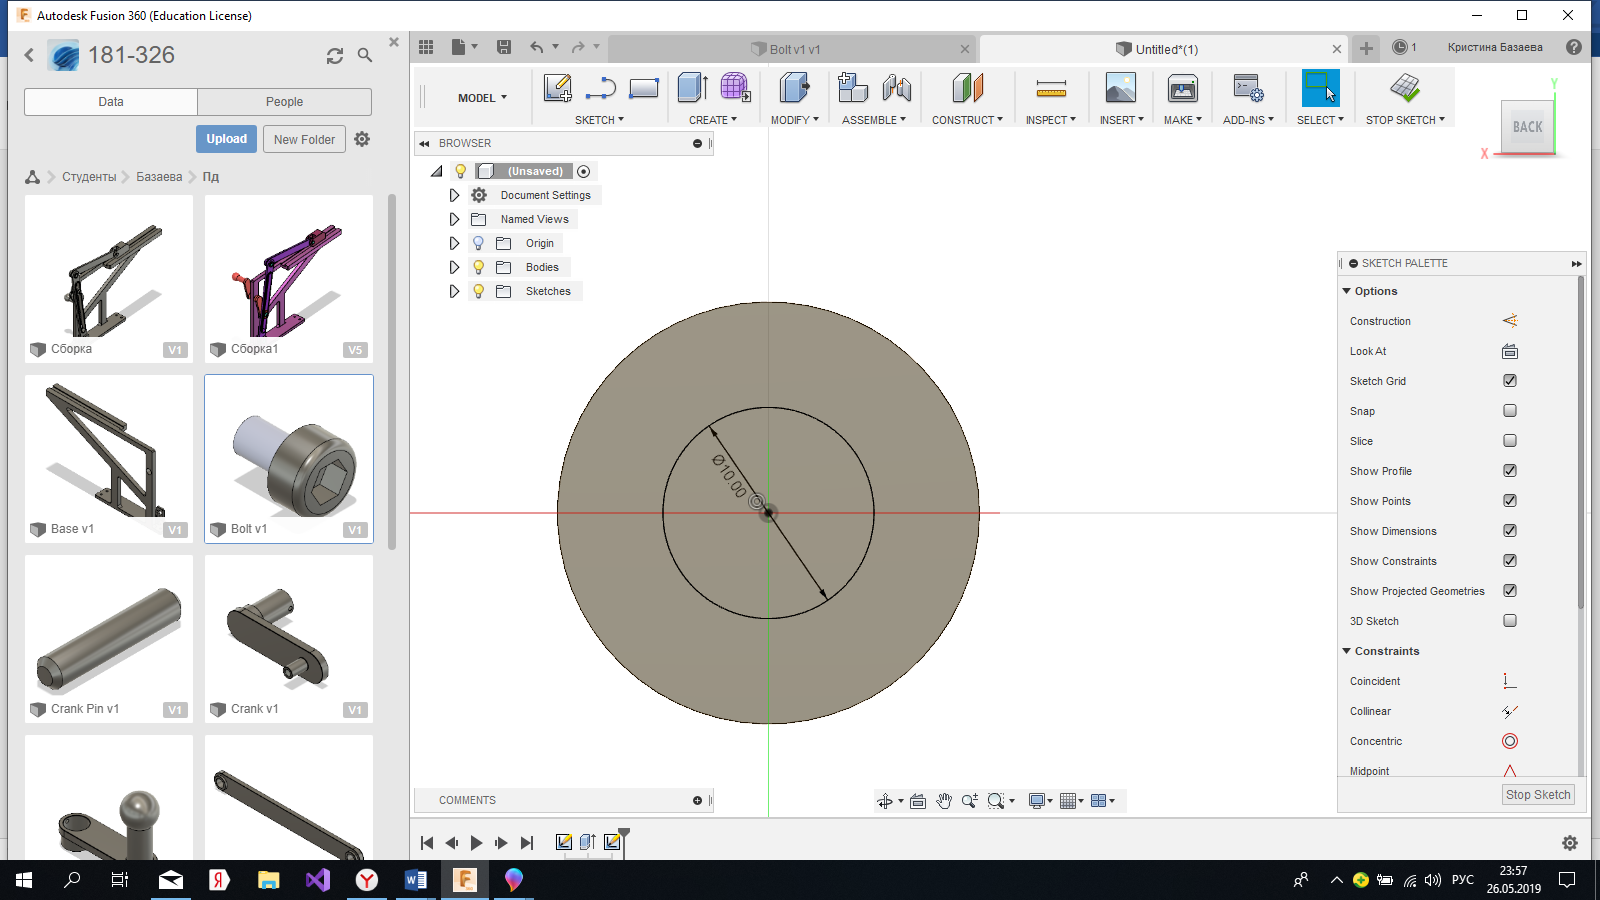 Autodesk Fusion 360 (Education License)
181-326
Data
People
Upload
New Folder
Студенты
Базаева
Пд
Сборка
V1
Сборка1
V5
Base v1
V1
Bolt v1
V1
Crank Pin v1
V1
Crank v1
V1
Bolt v1 v1
Untitled*(1)
1
Кристина Базаева
MODEL
SKETCH
CREATE
MODIFY
ASSEMBLE
CONSTRUCT
INSPECT
INSERT
MAKE
ADD-INS
SELECT
STOP SKETCH
BROWSER
(Unsaved)
Document Settings
Named Views
Origin
Bodies
Sketches
Y
BACK
X
Ø10.00
SKETCH PALETTE
Options
Construction
Look At
Sketch Grid
Snap
Slice
Show Profile
Show Points
Show Dimensions
Show Constraints
Show Projected Geometries
3D Sketch
Constraints
Coincident
Collinear
Concentric
Midpoint
Stop Sketch
COMMENTS
РУС
23:57
26.05.2019